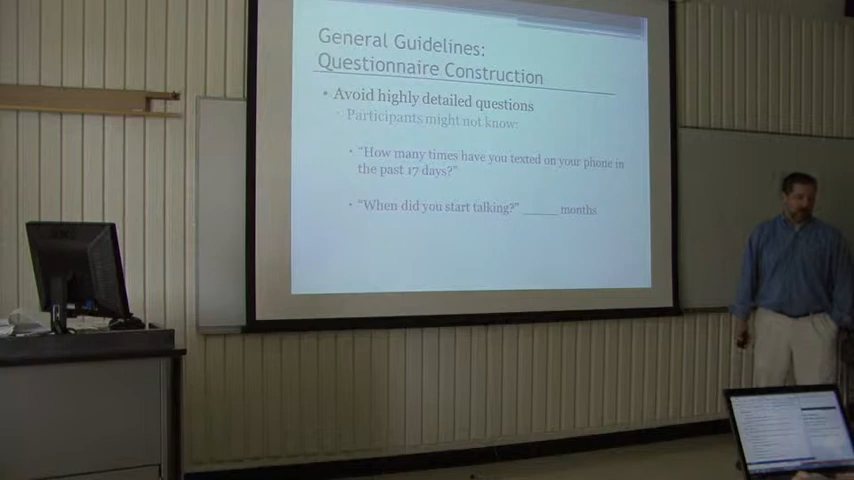 General Guidelines:
Questionnaire Construction
• Avoid highly detailed questions
▫ Participants might not know:
• “How many times have you texted on your phone in
the past 17 days?”
• “When did you start talking?” _____ months